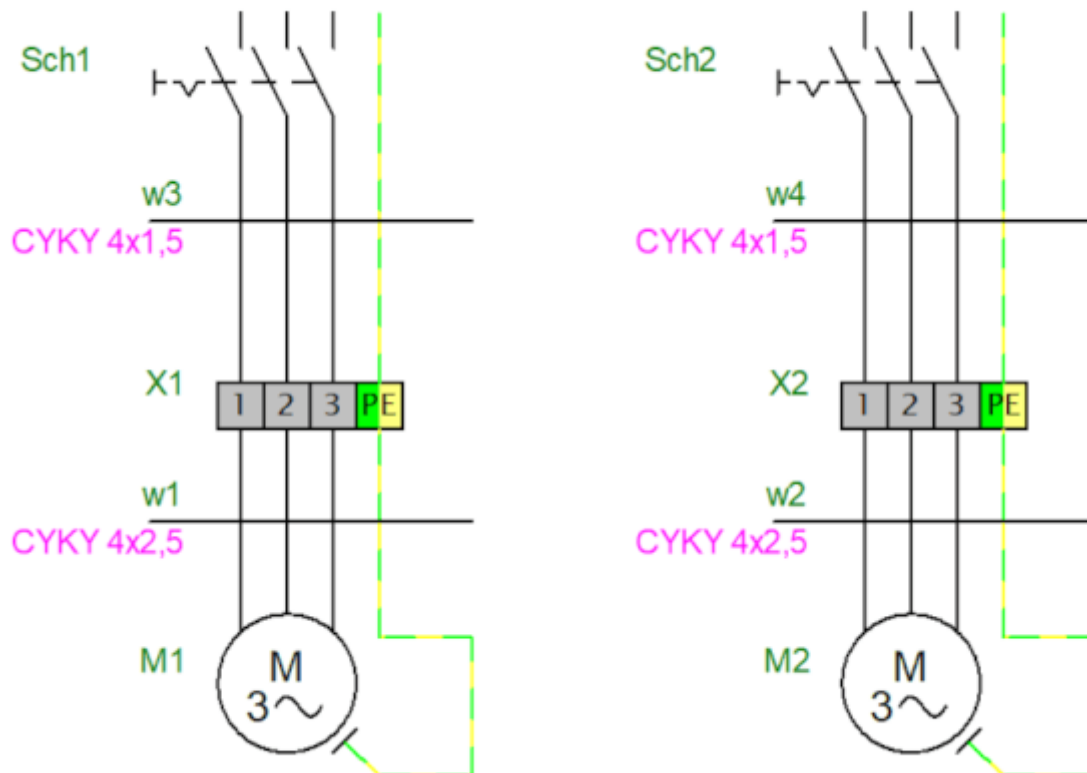 Sch1
Sch2
w3
w4
CYKY 4x1,5
CYKY 4x1,5
X1
1 2 3 PE
X2
1 2 3 PE
w1
w2
CYKY 4x2,5
CYKY 4x2,5
M1
M
3
M2
M
3